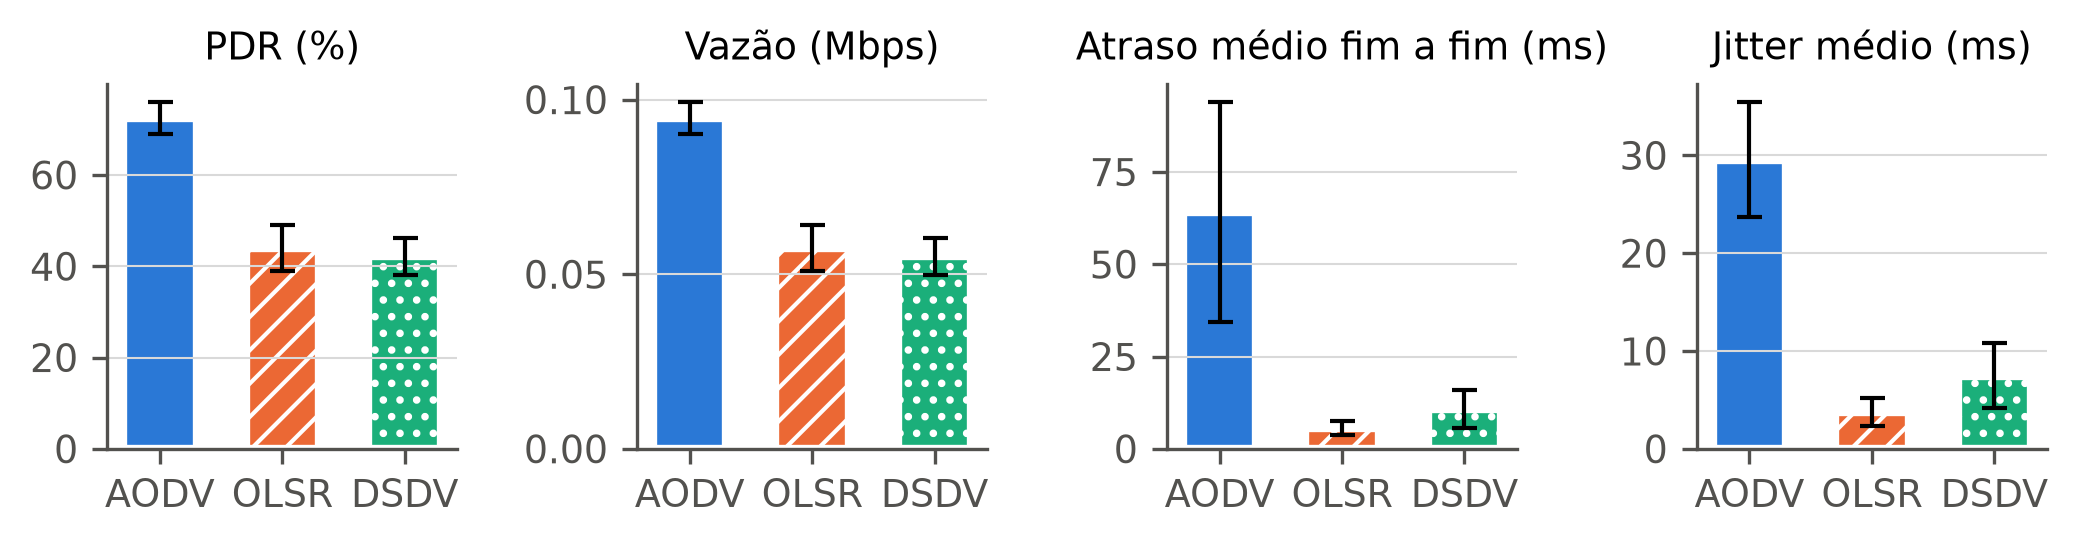 PDR (%)
60
40
20
0
AODV OLSR DSDV
Vazão (Mbps)
0.10
0.05
0.00
AODV OLSR DSDV
Atraso médio fim a fim (ms)
75
50
25
0
AODV OLSR DSDV
Jitter médio (ms)
30
20
10
0
AODV OLSR DSDV